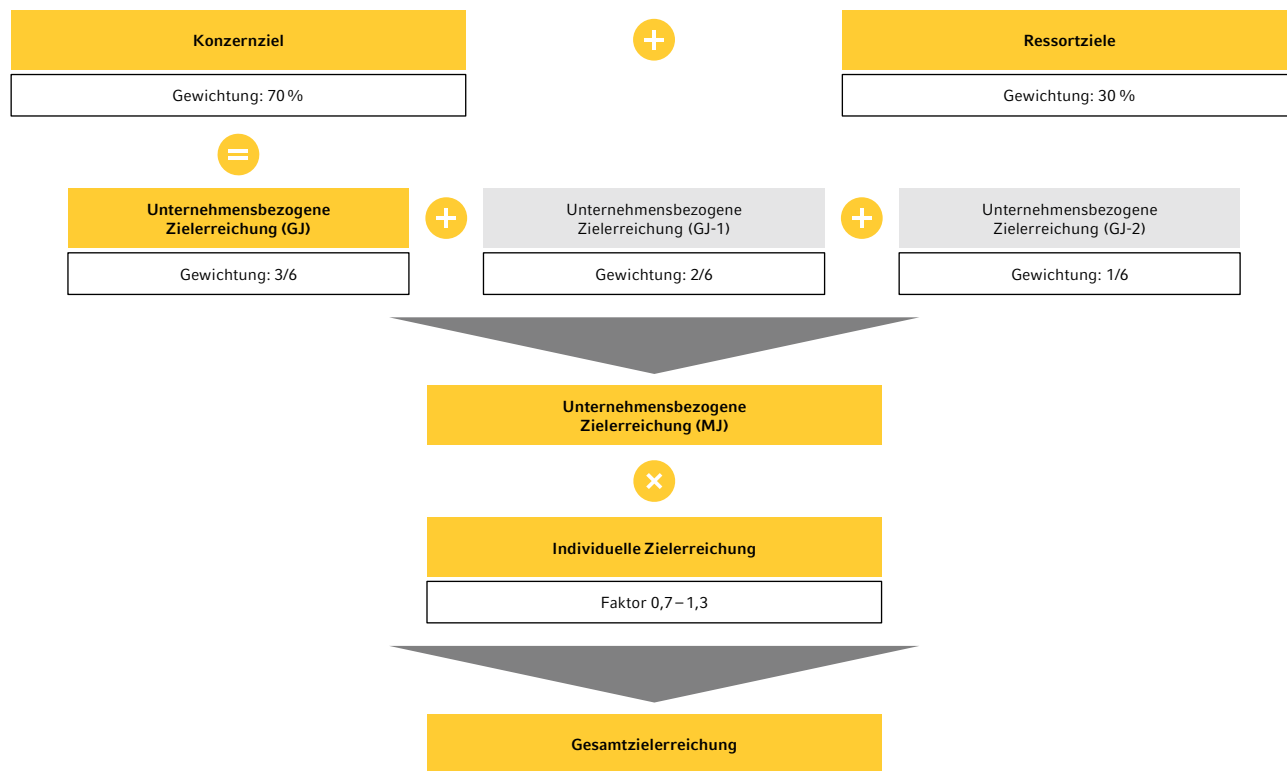 Konzernziel
Ressortziele
Gewichtung: 70 %
Gewichtung: 30 %
Unternehmensbezogene
Zielerreichung (GJ)
Unternehmensbezogene
Zielerreichung (GJ-1)
Unternehmensbezogene
Zielerreichung (GJ-2)
Gewichtung: 3/6
Gewichtung: 2/6
Gewichtung: 1/6
Unternehmensbezogene
Zielerreichung (MJ)
Individuelle Zielerreichung
Faktor 0,7 – 1,3
Gesamtzielerreichung